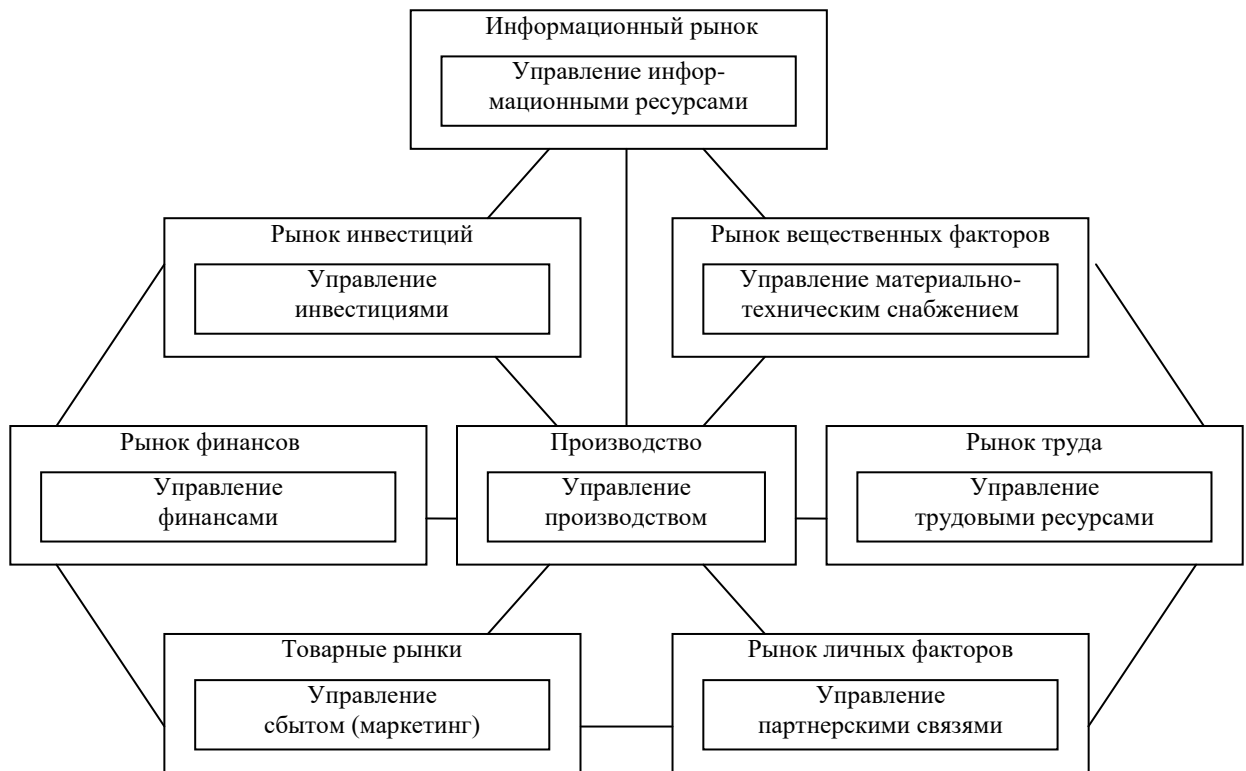 Информационный рынок
Управление инфор-
мационными ресурсами
Рынок инвестиций
Управление
инвестициями
Рынок вещественных факторов
Управление материально-
техническим снабжением
Рынок финансов
Управление
финансами
Производство
Управление
производством
Рынок труда
Управление
трудовыми ресурсами
Товарные рынки
Управление
сбытом (маркетинг)
Рынок личных факторов
Управление
партнерскими связями